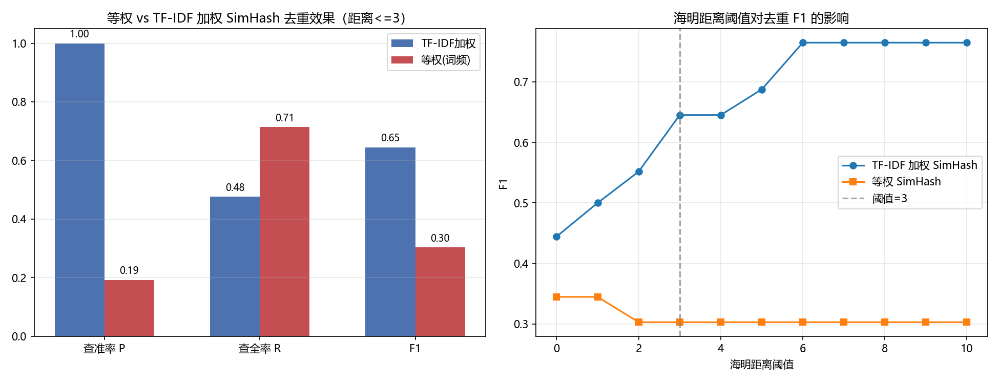 等权 vs TF-IDF 加权 SimHash 去重效果（距离<=3）
1.0
0.8
0.6
0.4
0.2
0.0
1.00
0.19
0.48
0.71
0.65
0.30
TF-IDF加权
等权(词频)
查准率 P
查全率 R
F1
海明距离阈值对去重 F1 的影响
F1
0.7
0.6
0.5
0.4
0.3
TF-IDF 加权 SimHash
等权 SimHash
阈值=3
0
2
4
6
8
10
海明距离阈值